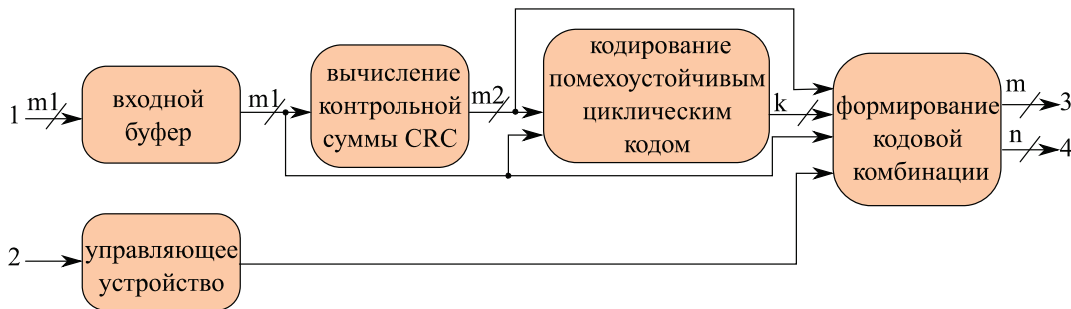 1
m1
входной
буфер
m1
вычисление
контрольной
суммы CRC
m2
кодирование
помехоустойчивым
циклическим
кодом
k
формирование
кодовой
комбинации
m
3
n
4
2
управляющее
устройство